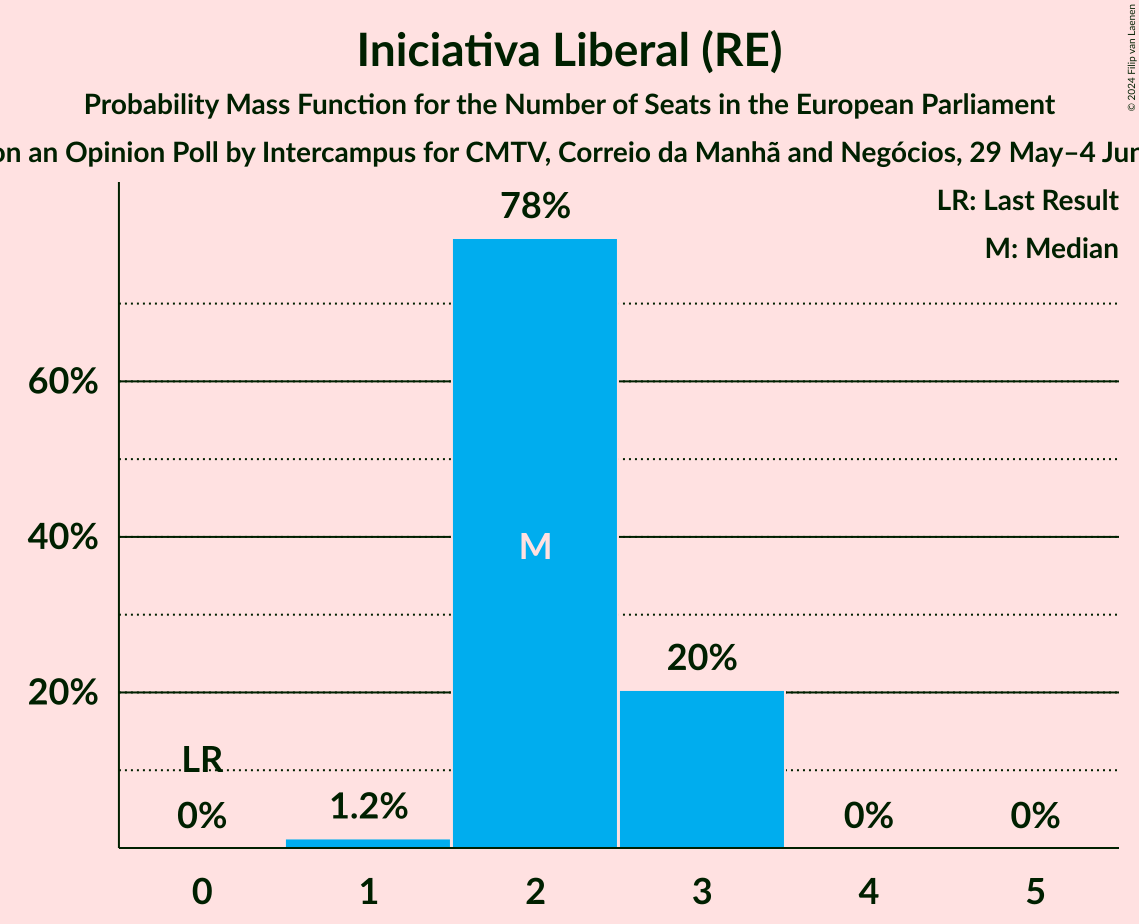 Iniciativa Liberal (RE)
Probability Mass Function for the Number of Seats in the European Parliament
on an Opinion Poll by Intercampus for CMTV, Correio da Manhã and Negócios, 29 May–4 Jun
© 2024 Filip van Laenen
LR: Last Result
M: Median
78%
60%
40%
M
20%
20%
LR
0%
1.2%
0%
0%
0
1
2
3
4
5